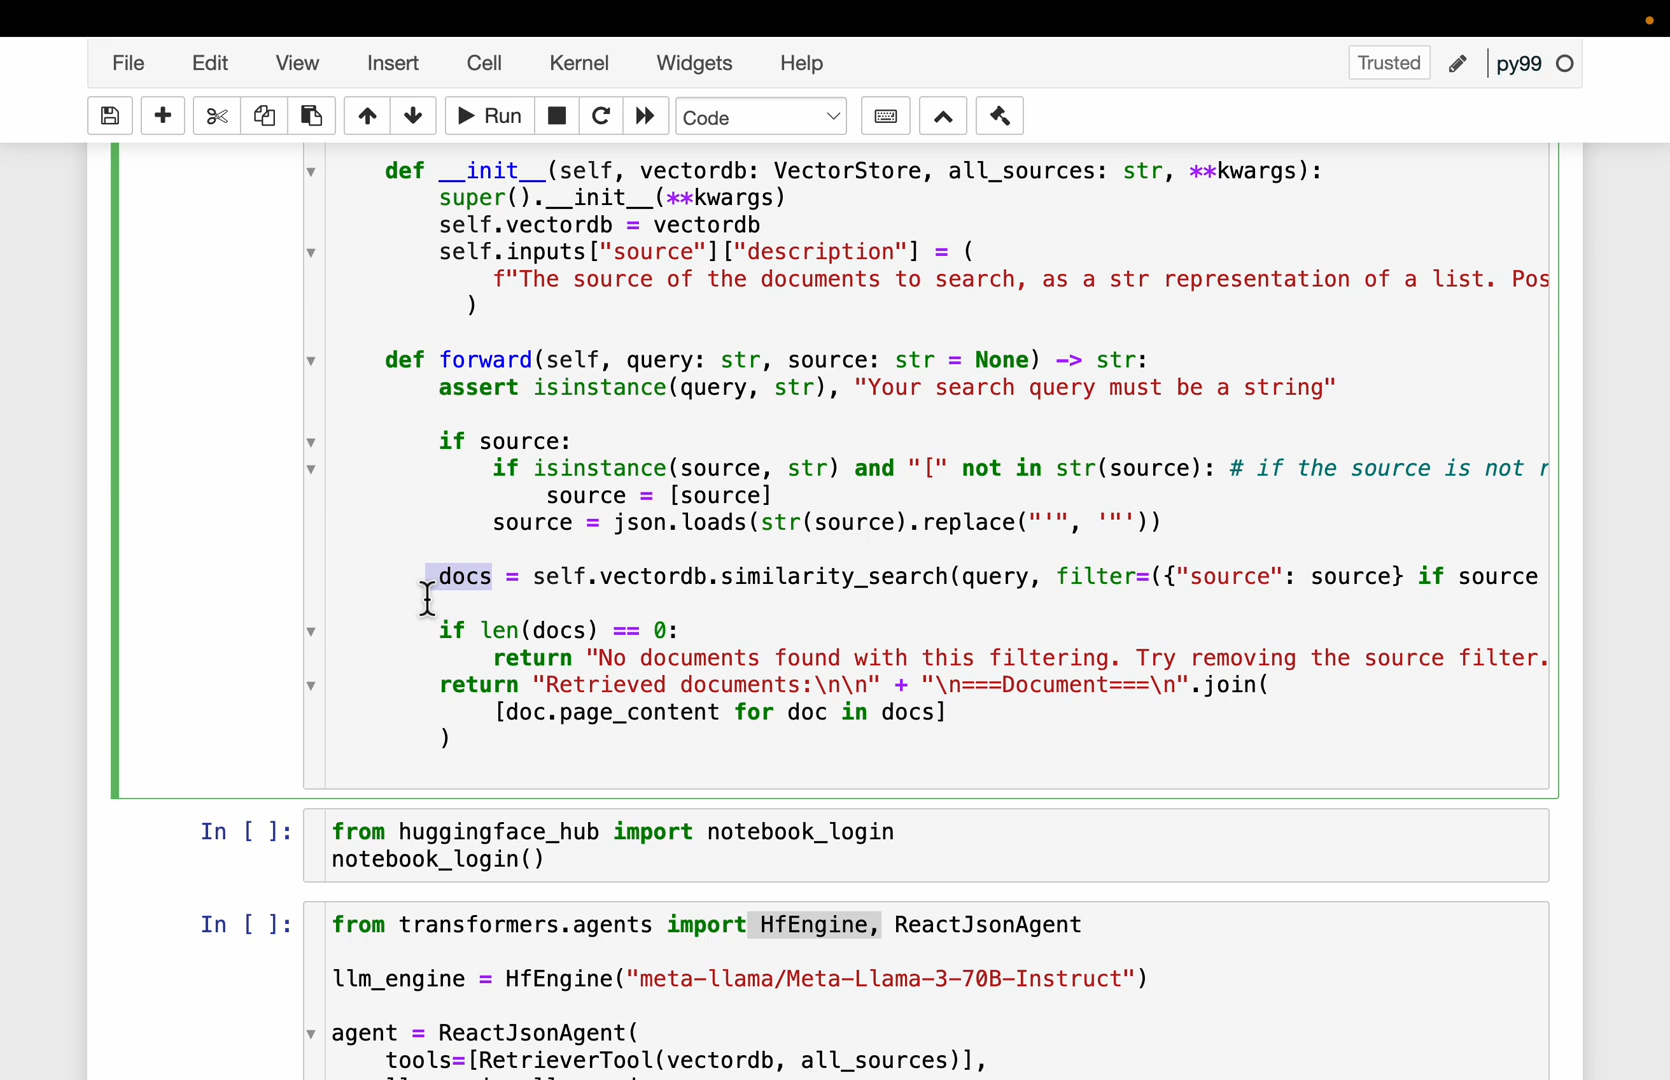 File Edit View Insert Cell Kernel Widgets Help Trusted py99
Run Code
def __init__(self, vectordb: VectorStore, all_sources: str, **kwargs):
super().__init__(**kwargs)
self.vectordb = vectordb
self.inputs["source"]["description"] = (
f"The source of the documents to search, as a str representation of a list. Pos
)
def forward(self, query: str, source: str = None) -> str:
assert isinstance(query, str), "Your search query must be a string"
if source:
if isinstance(source, str) and "[" not in str(source): # if the source is not r
source = [source]
source = json.loads(str(source).replace("'", '"'))
docs = self.vectordb.similarity_search(query, filter=({"source": source} if source
if len(docs) == 0:
return "No documents found with this filtering. Try removing the source filter.
return "Retrieved documents:\n\n" + "\n===Document===\n".join(
[doc.page_content for doc in docs]
)
In [ ]: from huggingface_hub import notebook_login
notebook_login()
In [ ]: from transformers.agents import HfEngine, ReactJsonAgent
llm_engine = HfEngine("meta-llama/Meta-Llama-3-70B-Instruct")
agent = ReactJsonAgent(
tools=[RetrieverTool(vectordb, all_sources)],